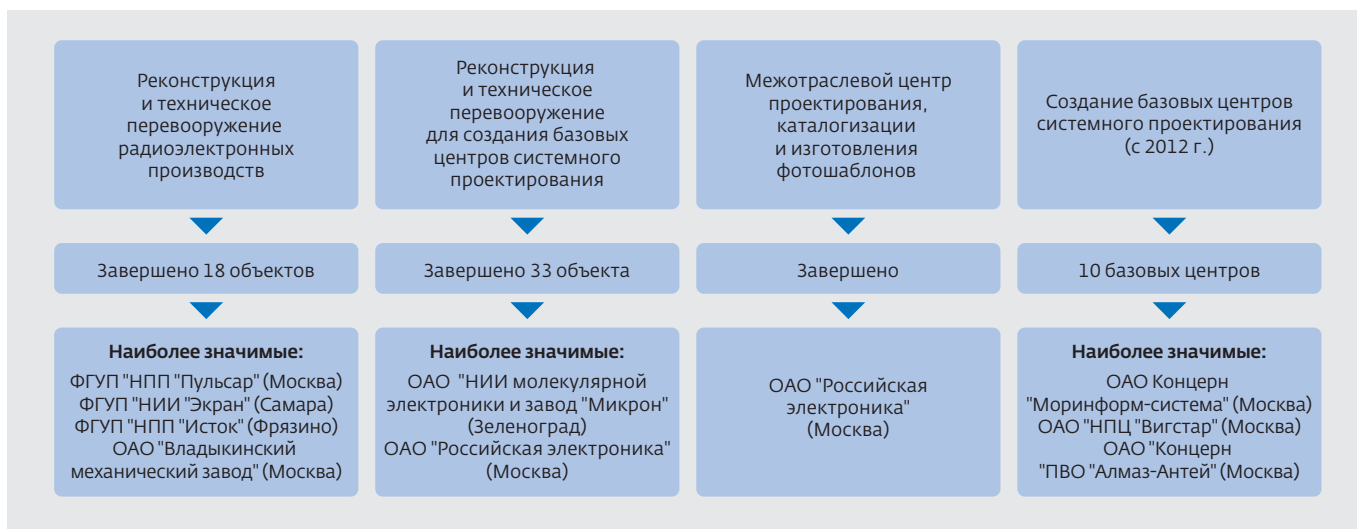 Реконструкция
и техническое
перевооружение
радиоэлектронных
производств
Завершено 18 объектов
Наиболее значимые:
ФГУП "НПП "Пульсар" (Москва)
ФГУП "НИИ "Экран" (Самара)
ФГУП "НПП "Исток" (Фрязино)
ОАО "Владыкинский
механический завод" (Москва)
Реконструкция
и техническое
перевооружение
для создания базовых
центров системного
проектирования
Завершено 33 объекта
Наиболее значимые:
ОАО "НИИ молекулярной
электроники и завод "Микрон"
(Зеленоград)
ОАО "Российская электроника"
(Москва)
Межотраслевой центр
проектирования,
каталогизации
и изготовления
фотошаблонов
Завершено
ОАО "Российская
электроника"
(Москва)
Создание базовых центров
системного проектирования
(с 2012 г.)
10 базовых центров
Наиболее значимые:
ОАО Концерн
"Моринформ-система" (Москва)
ОАО "НПЦ "Вигстар" (Москва)
ОАО "Концерн
"ПВО "Алмаз-Антей" (Москва)